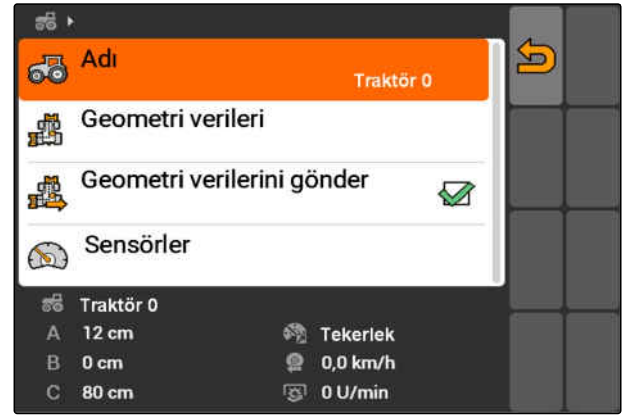 Adı
Traktör 0
Geometri verileri
Geometri verilerini gönder
Sensörler
Traktör 0
A 12 cm Tekerlek
B 0 cm 0,0 km/h
C 80 cm 0 U/min